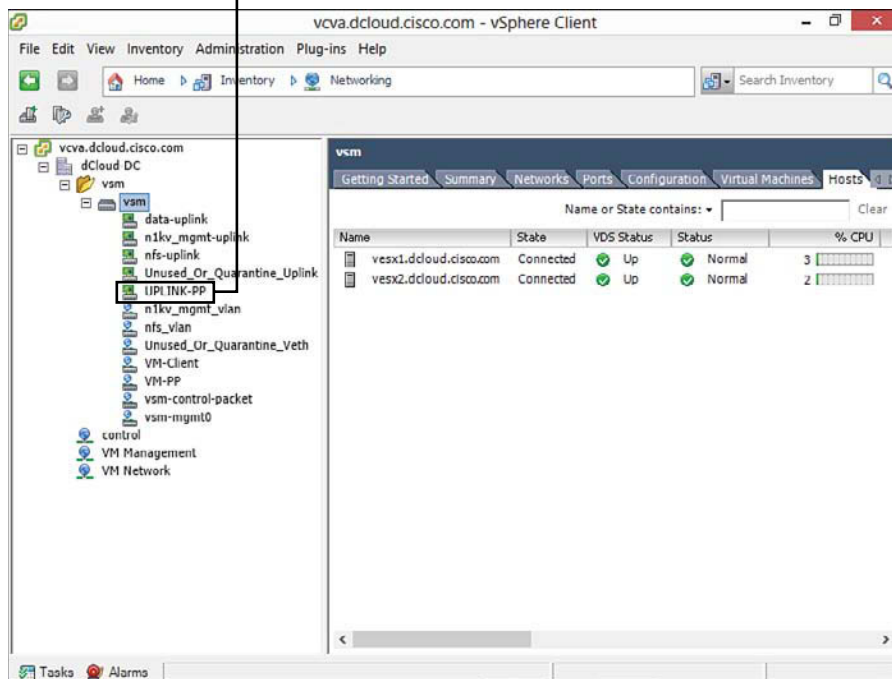 vcva.dcloud.cisco.com - vSphere Client
File Edit View Inventory Administration Plug-ins Help
Home Inventory Networking Search Inventory
vcva.dcloud.cisco.com
dCloud DC
vsm
vsm
data-uplink
n1kv_mgmt-uplink
nfs-uplink
Unused_Or_Quarantine_Uplink
UPLINK-PP
n1kv_mgmt_vlan
nfs_vlan
Unused_Or_Quarantine_Veth
VM-Client
VM-PP
vsm-control-packet
vsm-mgmt0
control
VM Management
VM Network
vsm
Getting Started Summary Networks Ports Configuration Virtual Machines Hosts
Name or State contains: Clear
Name State VDS Status Status % CPU
vesx1.dcloud.cisco.com Connected Up Normal 3
vesx2.dcloud.cisco.com Connected Up Normal 2
Tasks Alarms